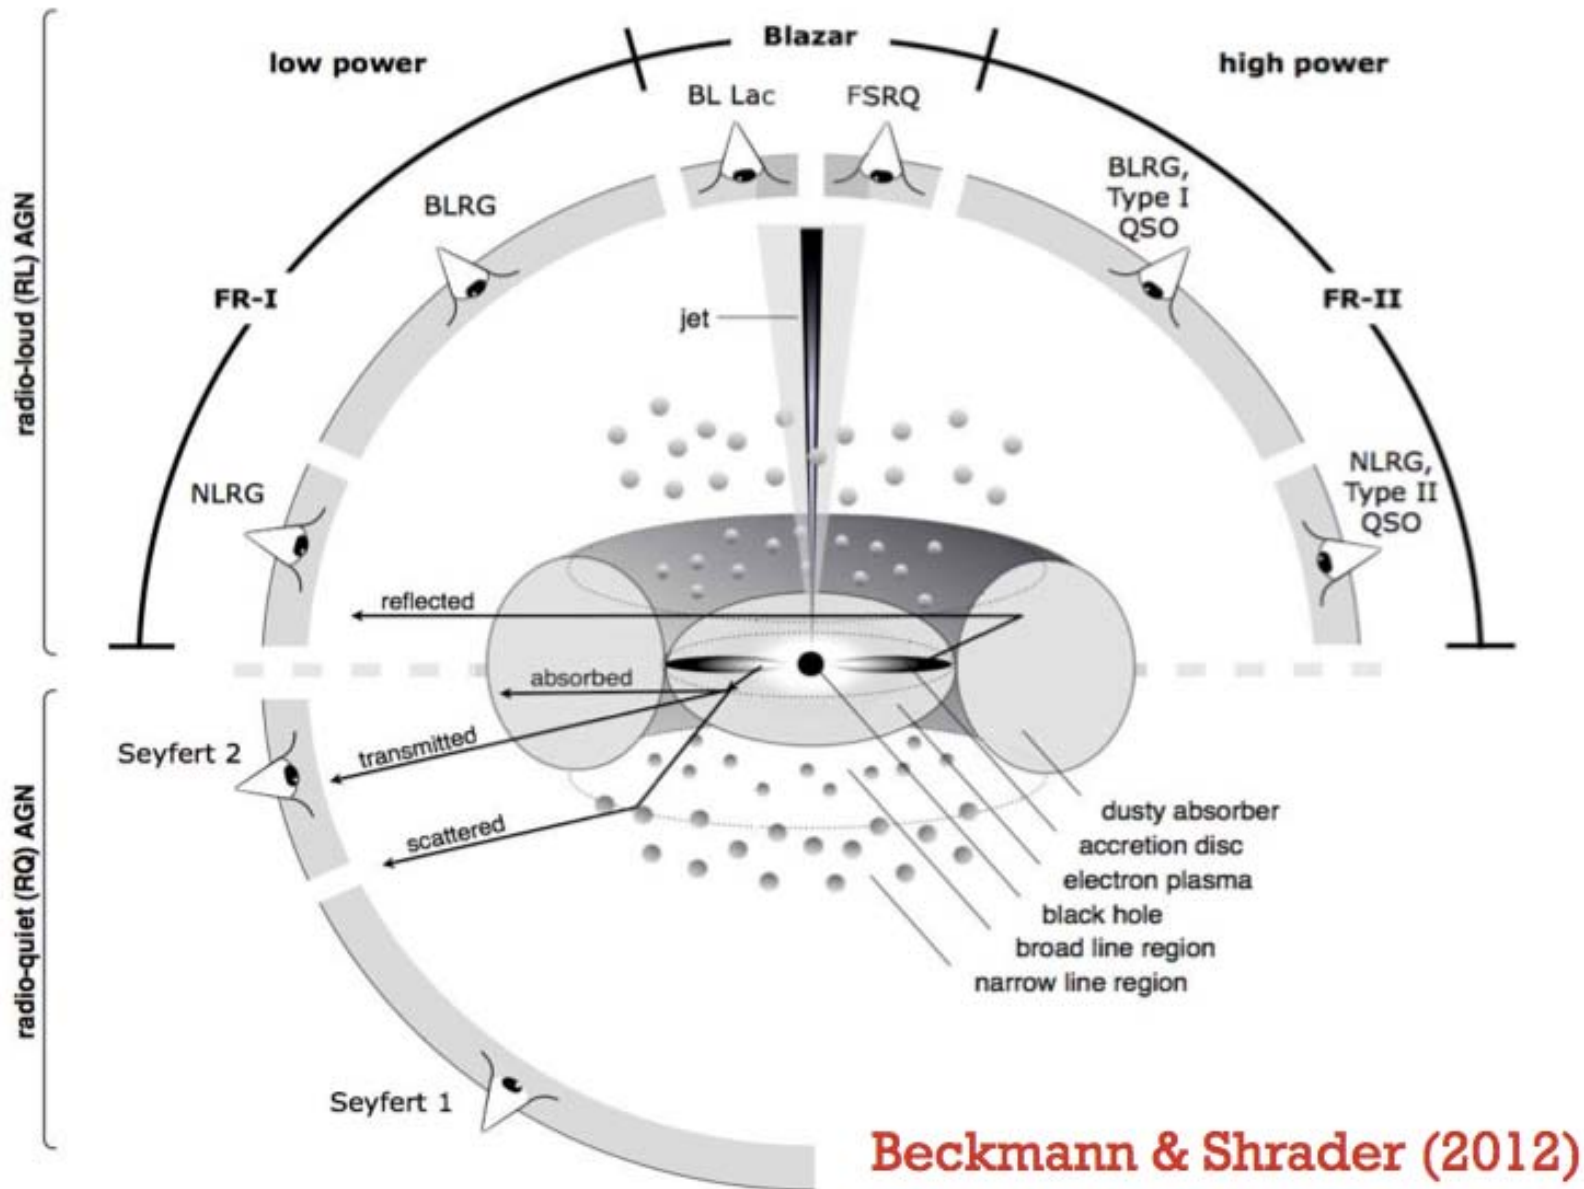 Blazar
low power
high power
BL Lac
FSRQ
BLRG
BLRG,
Type I
QSO
radio-loud (RL) AGN
FR-I
FR-II
jet
NLRG
NLRG,
Type II
QSO
reflected
absorbed
Seyfert 2
transmitted
scattered
dusty absorber
accretion disc
electron plasma
black hole
broad line region
narrow line region
radio-quiet (RQ) AGN
Seyfert 1
Beckmann & Shrader (2012)